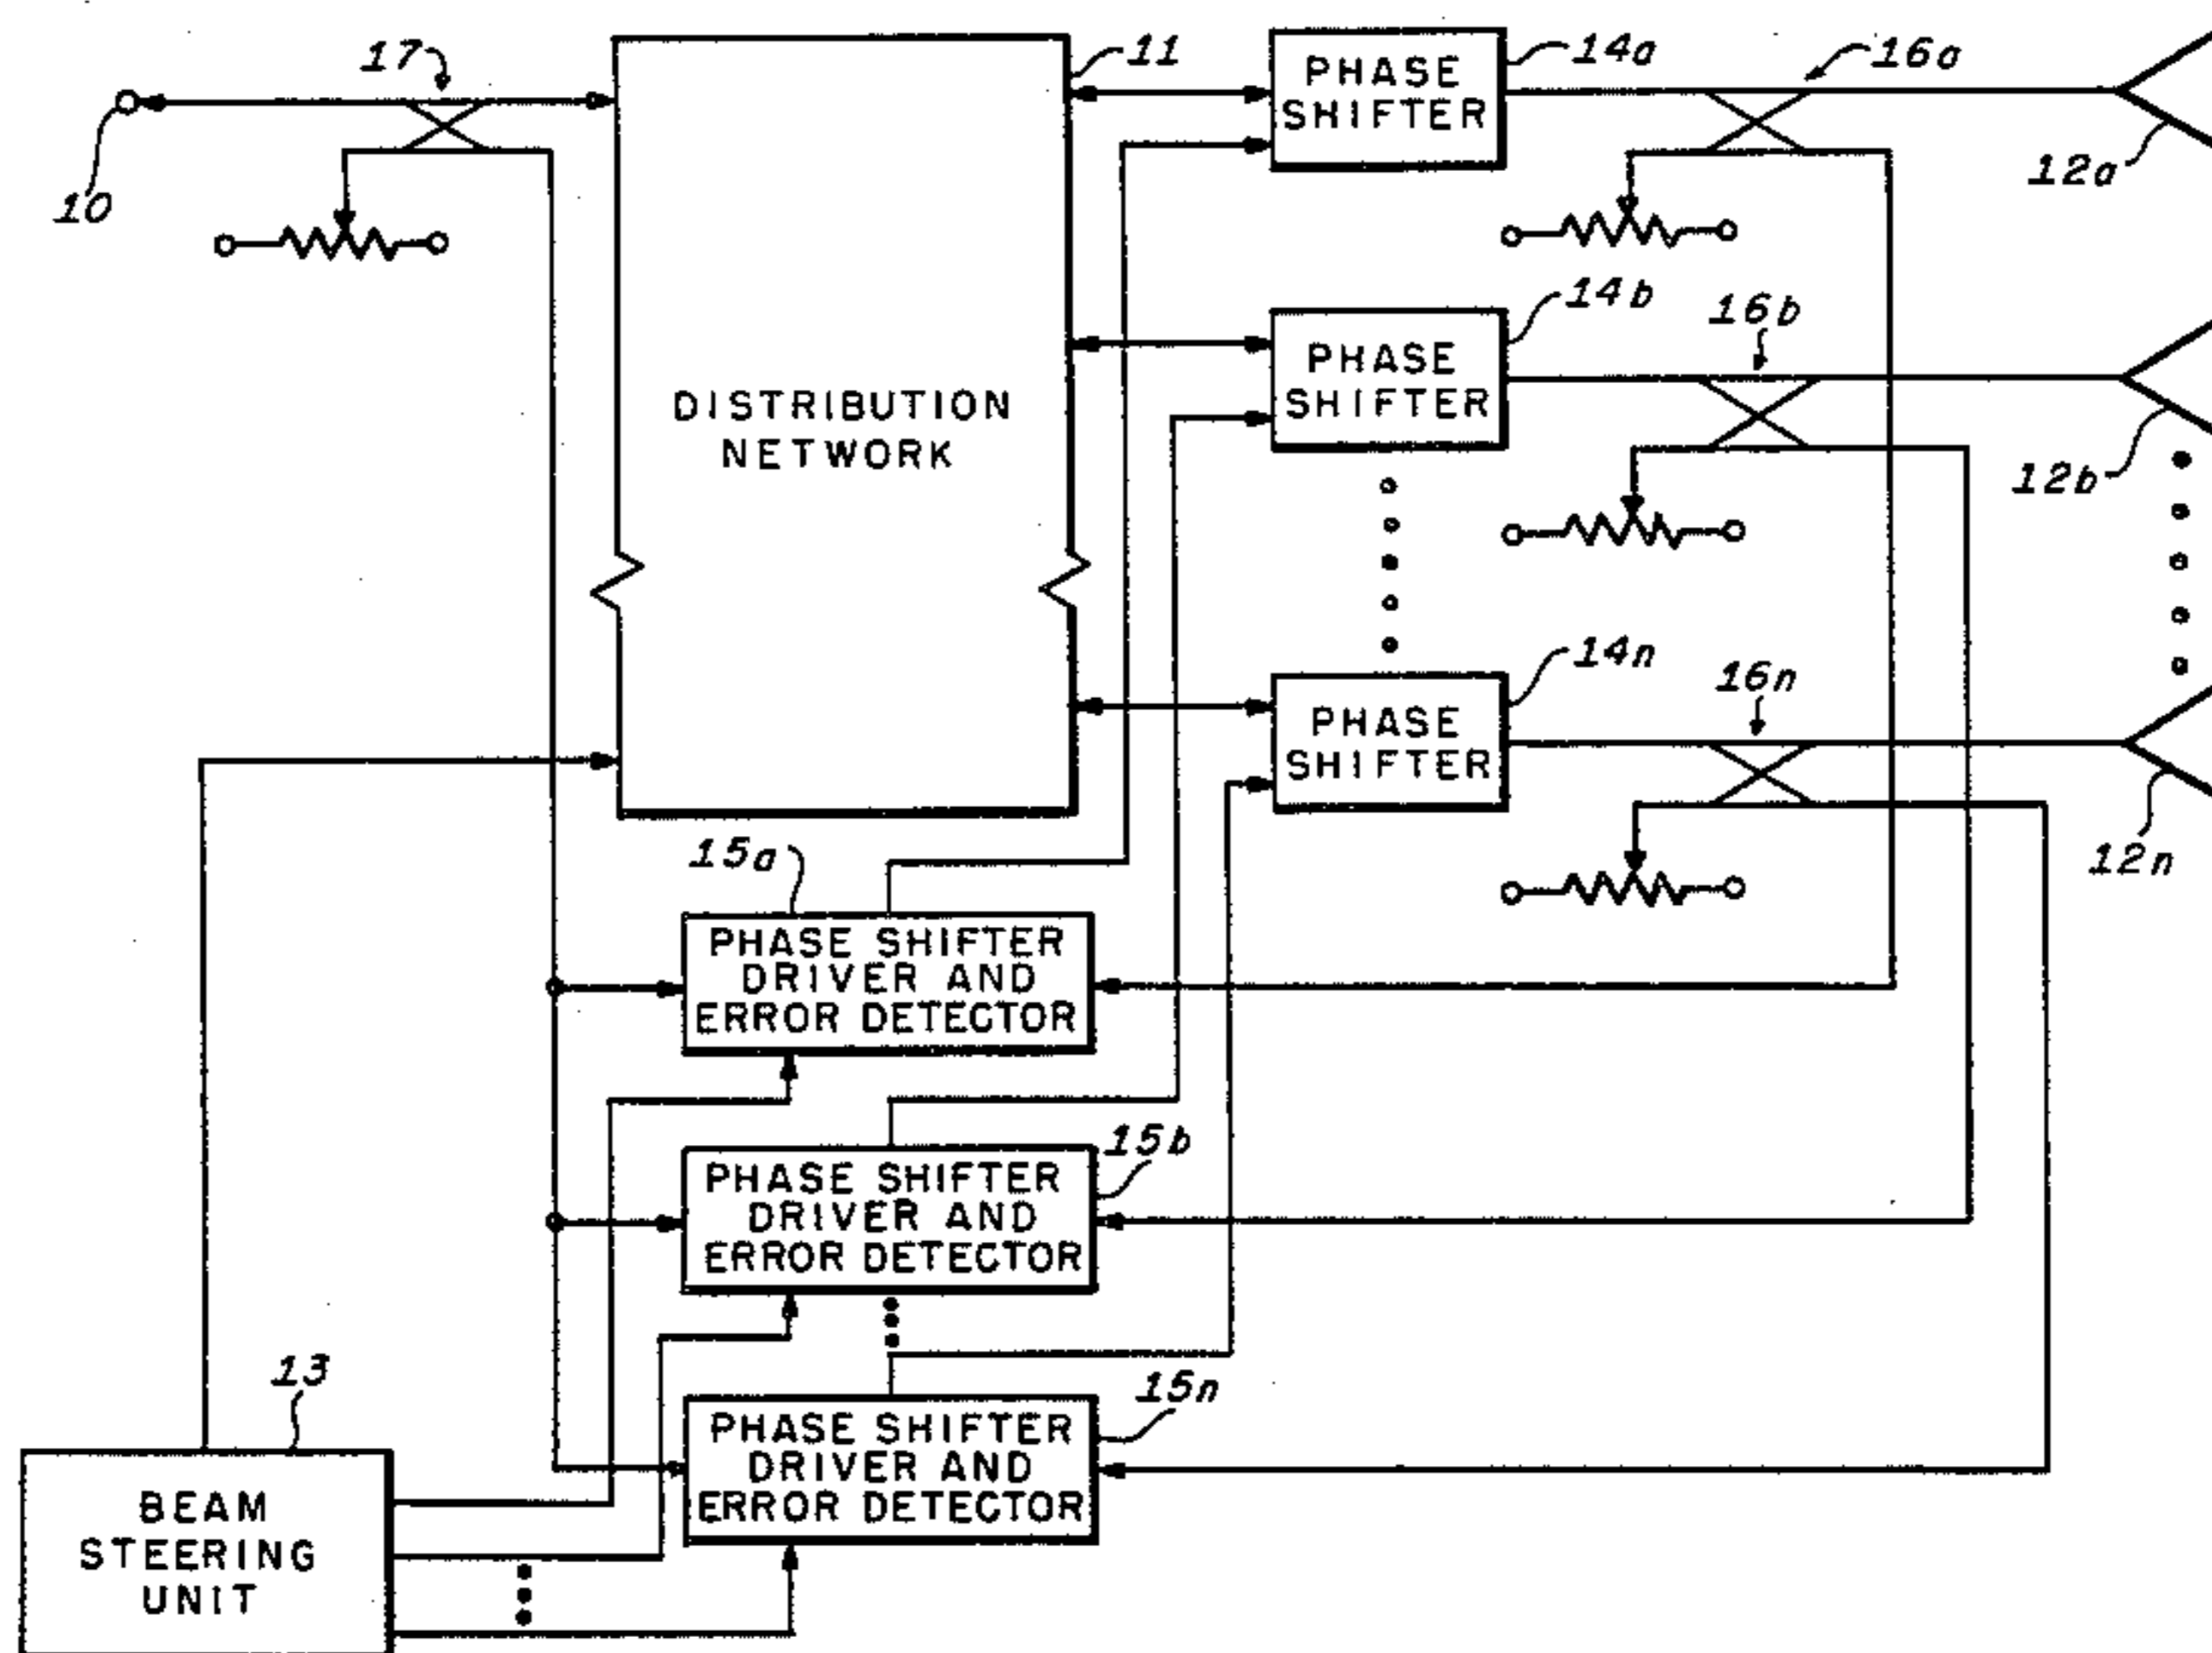 17
11
14a
16a
PHASE
SHIFTER
12a
10
14b
16b
PHASE
SHIFTER
DISTRIBUTION
NETWORK
12b
14n
16n
PHASE
SHIFTER
15a
12n
PHASE SHIFTER
DRIVER AND
ERROR DETECTOR
15b
PHASE SHIFTER
DRIVER AND
ERROR DETECTOR
13
15n
PHASE SHIFTER
DRIVER AND
ERROR DETECTOR
BEAM
STEERING
UNIT